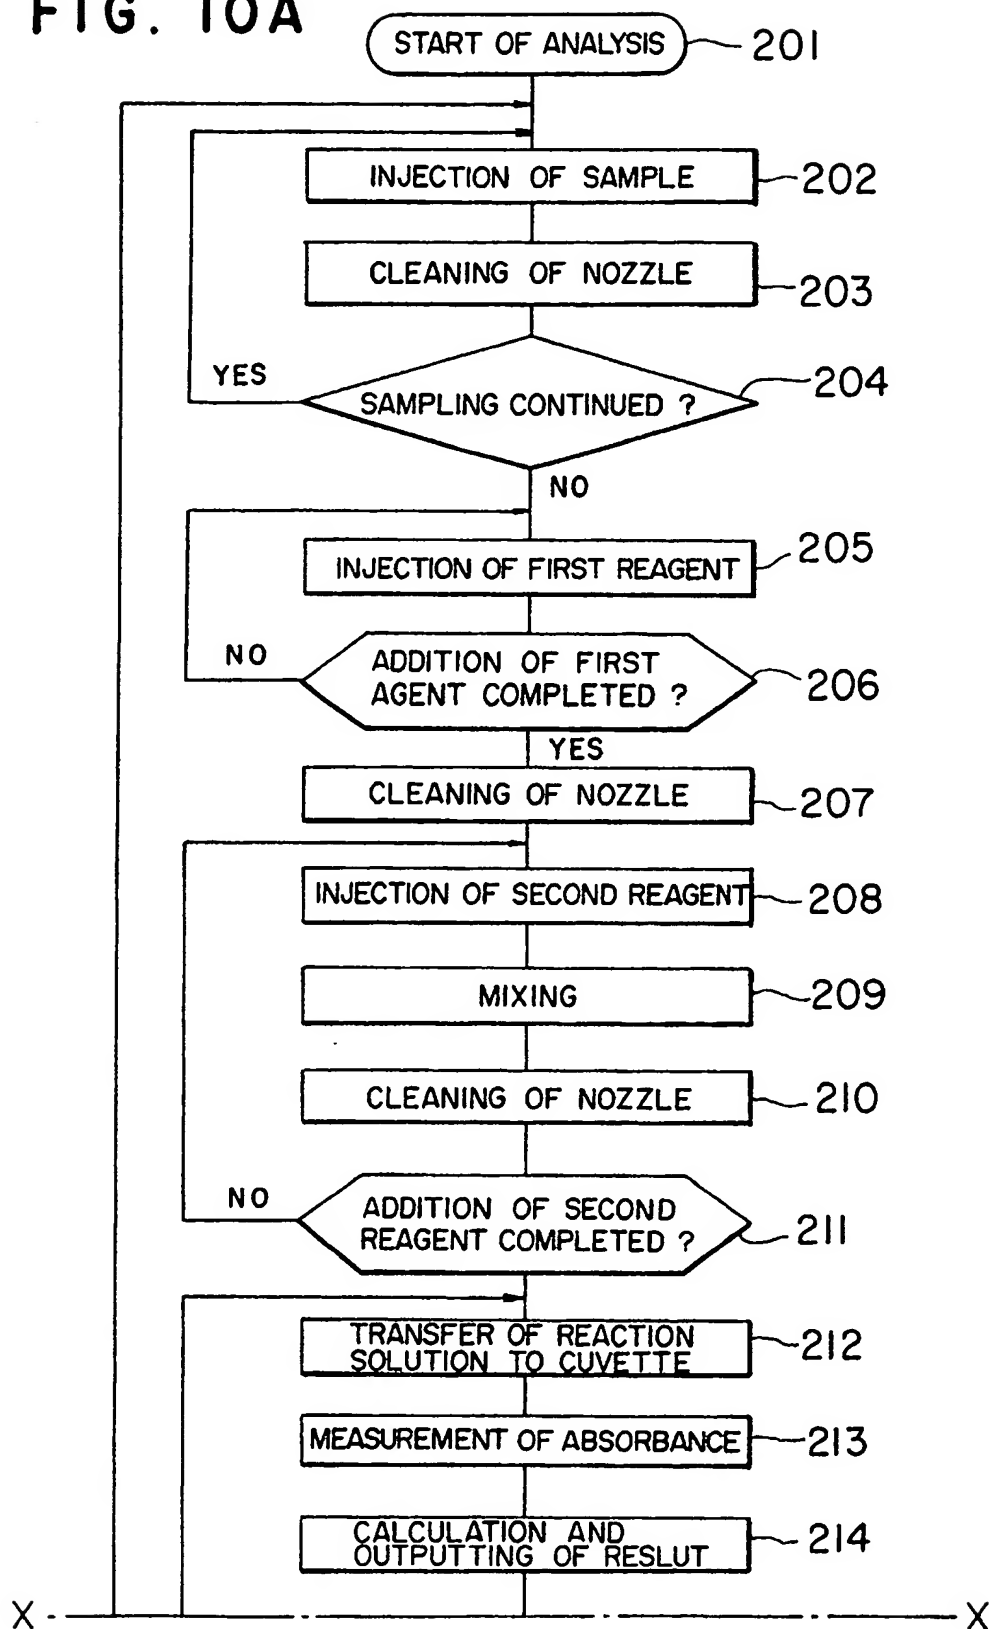 FIG. 10A
START OF ANALYSIS
201
INJECTION OF SAMPLE
202
CLEANING OF NOZZLE
203
YES
SAMPLING CONTINUED ?
204
NO
INJECTION OF FIRST REAGENT
205
NO
ADDITION OF FIRST
AGENT COMPLETED ?
206
YES
CLEANING OF NOZZLE
207
INJECTION OF SECOND REAGENT
208
MIXING
209
CLEANING OF NOZZLE
210
NO
ADDITION OF SECOND
REAGENT COMPLETED ?
211
TRANSFER OF REACTION
SOLUTION TO CUVETTE
212
MEASUREMENT OF ABSORBANCE
213
CALCULATION AND
OUTPUTTING OF RESLUT
214
X
X